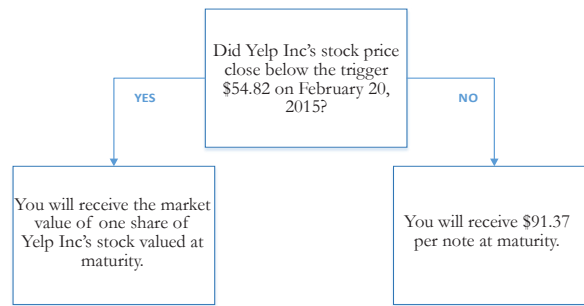 Did Yelp Inc's stock price
close below the trigger
$54.82 on February 20,
2015?
YES
NO
You will receive the market
value of one share of
Yelp Inc's stock valued at
maturity.
You will receive $91.37
per note at maturity.